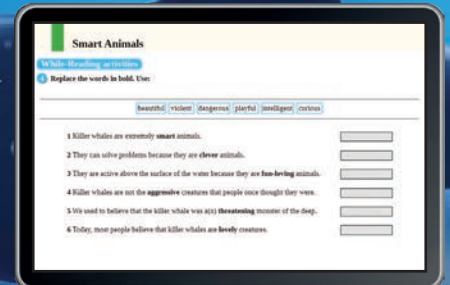 Smart Animals
While-Reading activities
Replace the words in bold. Use:
beautiful violent dangerous playful intelligent curious
1 Killer whales are extremely smart animals.
2 They can solve problems because they are clever animals.
3 They are active above the surface of the water because they are fun-loving animals.
4 Killer whales are not the aggressive creatures that people once thought they were.
5 We used to believe that the killer whale was a(n) threatening monster of the deep.
6 Today, most people believe that killer whales are lovely creatures.